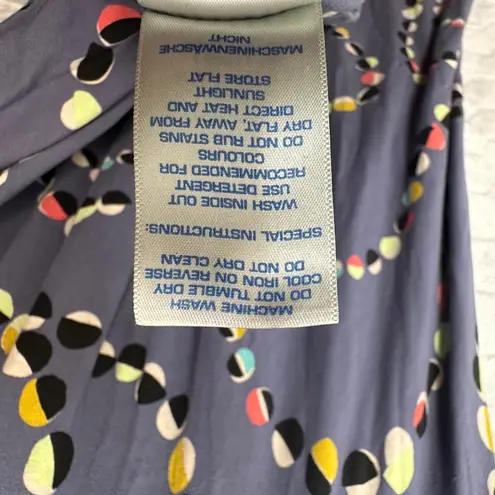 MACHINE WASH
DO NOT TUMBLE DRY
COOL IRON ON REVERSE
DO NOT DRY CLEAN
SPECIAL INSTRUCTIONS:
WASH INSIDE OUT
USE DETERGENT
RECOMMENDED FOR
COLOURS
DO NOT RUB STAINS
DRY FLAT, AWAY FROM
DIRECT HEAT AND
SUNLIGHT
STORE FLAT
MASCHINENWÄSCHE
NICHT